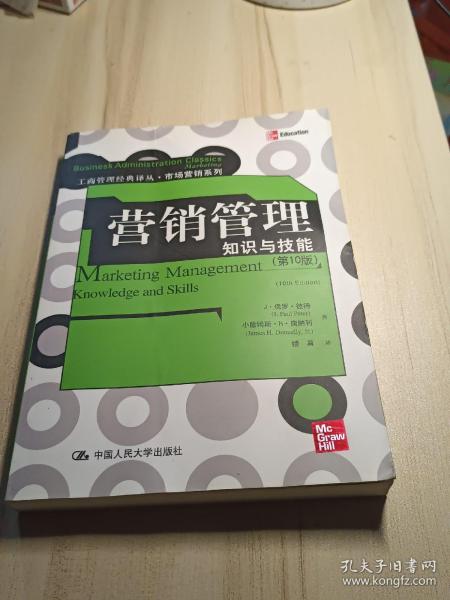 Education
Business Administration Classics
Marketing
工商管理经典译丛·市场营销系列
营销管理
知识与技能
(第10版)
Marketing Management
(10th Edition)
Knowledge and Skills
J·保罗·彼得
(J. Paul Peter)
小詹姆斯·H·唐纳利
(James H. Donnelly, Jr.)
著
楼尊 译
Mc
Graw
Hill
中国人民大学出版社
孔夫子旧书网
www.kongfz.com